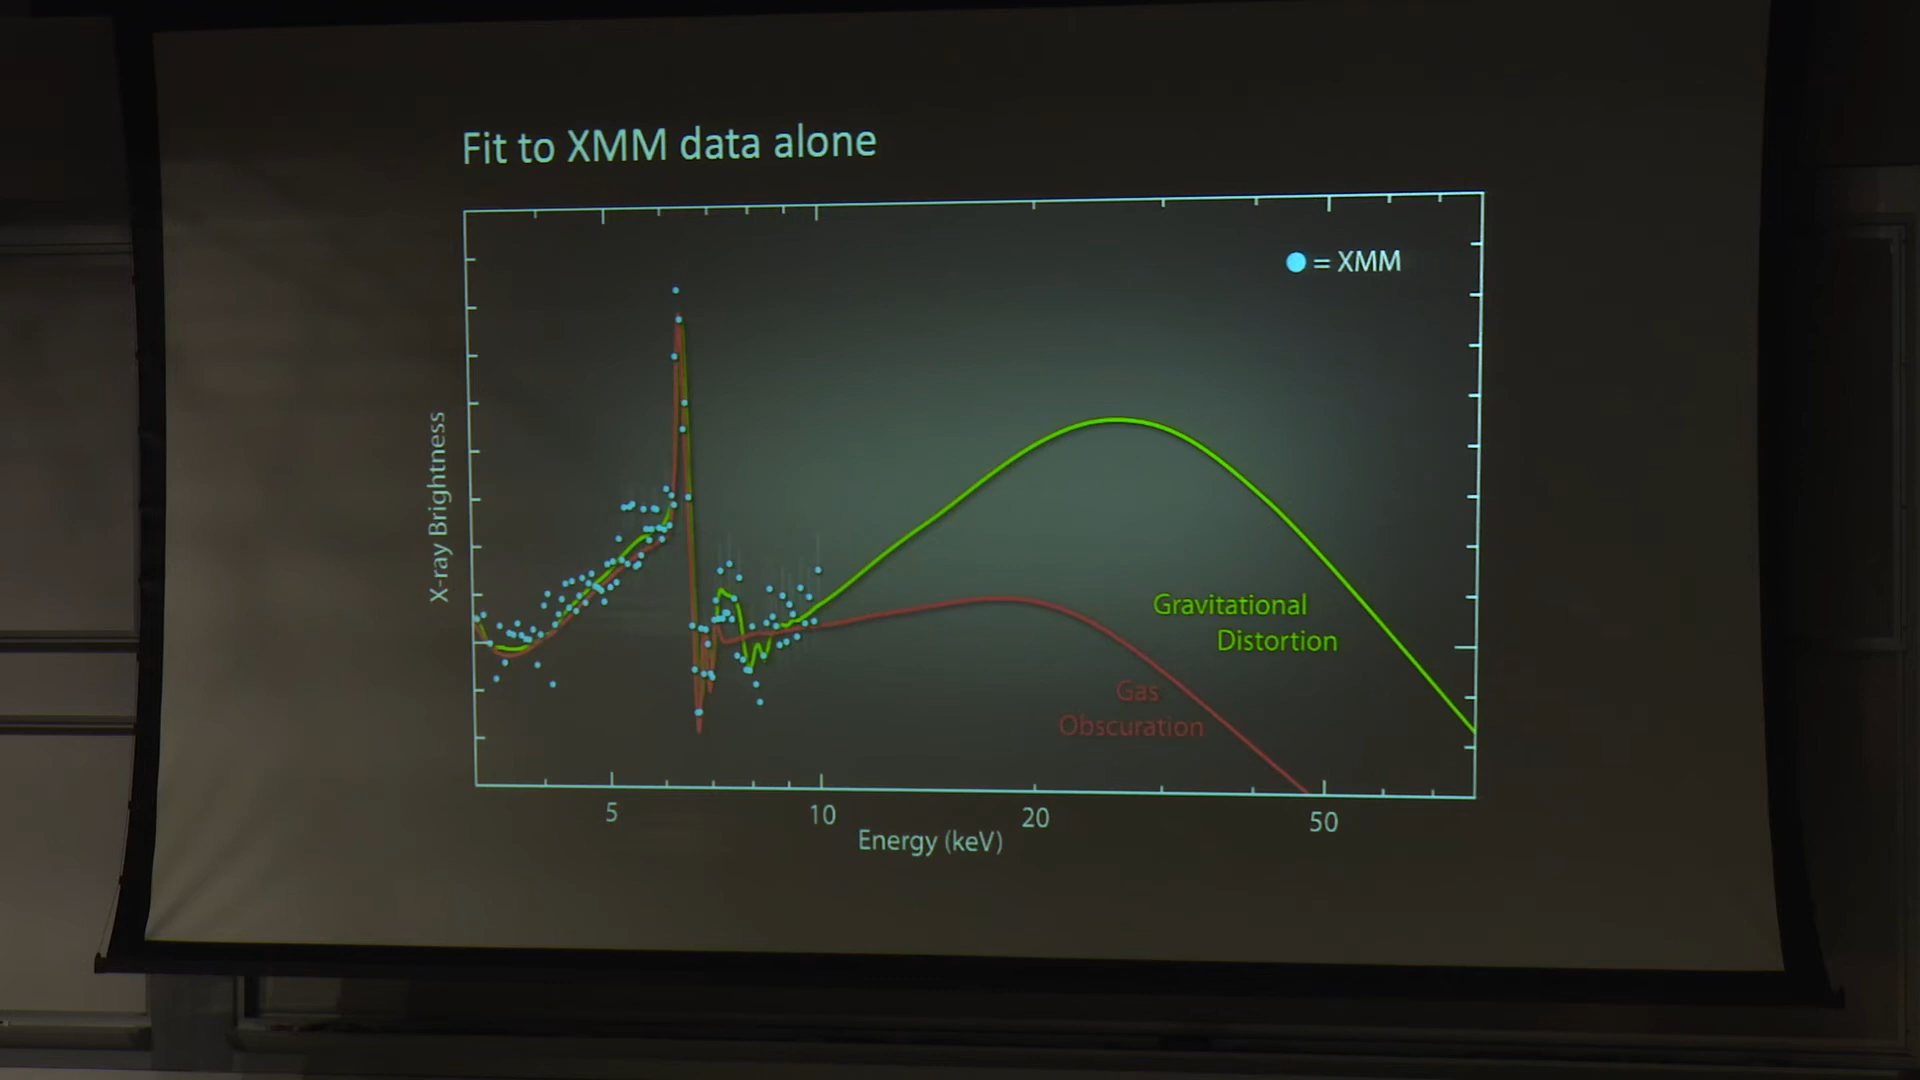 Fit to XMM data alone
= XMM
X-ray Brightness
Gravitational
Distortion
Gas
Obscuration
5 10 20 50
Energy (keV)